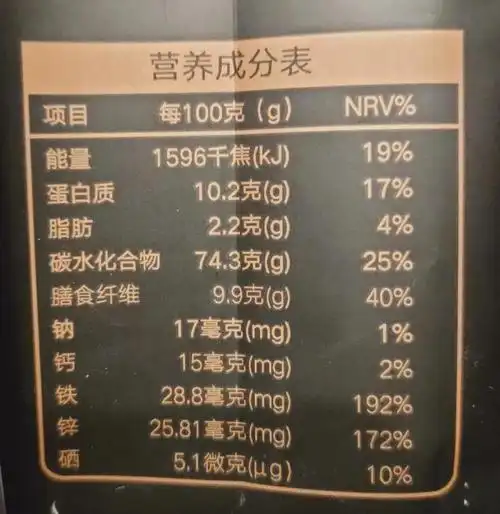 营养成分表
项目 每100克（g） NRV%
能量 1596千焦(kJ) 19%
蛋白质 10.2克(g) 17%
脂肪 2.2克(g) 4%
碳水化合物 74.3克(g) 25%
膳食纤维 9.9克(g) 40%
钠 17毫克(mg) 1%
钙 15毫克(mg) 2%
铁 28.8毫克(mg) 192%
锌 25.81毫克(mg) 172%
硒 5.1微克(μg) 10%